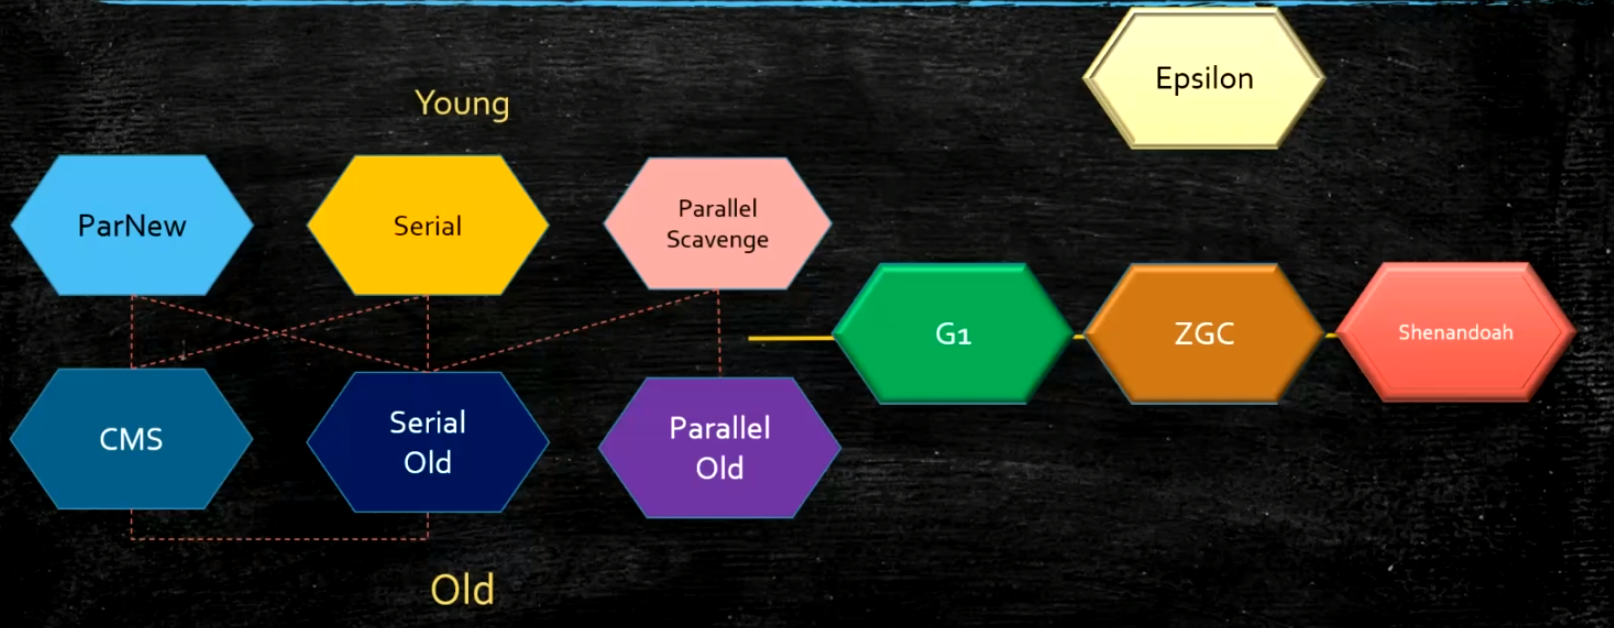 Epsilon
Young
ParNew
Serial
Parallel
Scavenge
G1
ZGC
Shenandoah
CMS
Serial
Old
Parallel
Old
Old